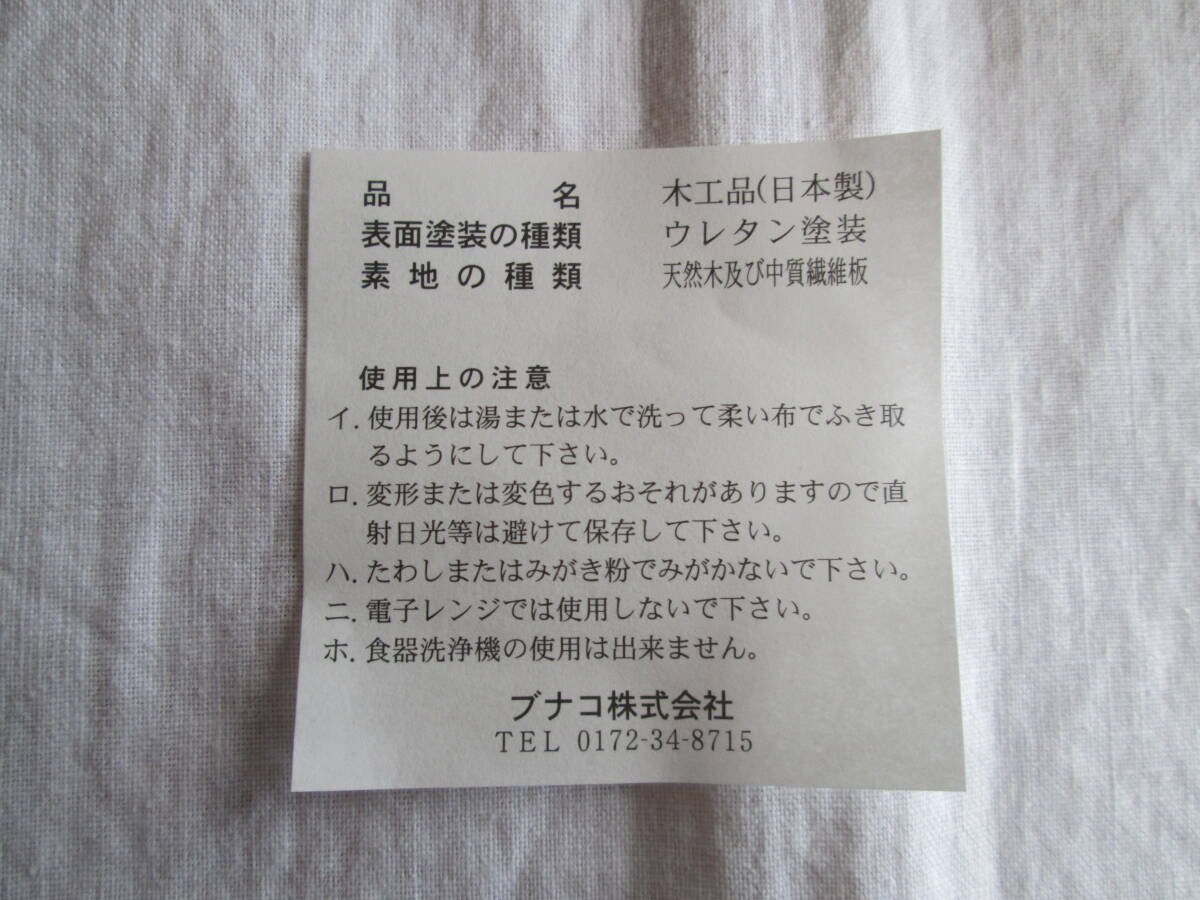 品名 木工品(日本製)
表面塗装の種類 ウレタン塗装
素地の種類 天然木及び中質繊維板
使用上の注意
イ. 使用後は湯または水で洗って柔い布でふき取
るようにして下さい。
ロ. 変形または変色するおそれがありますので直
射日光等は避けて保存して下さい。
ハ. たわしまたはみがき粉でみがかないで下さい。
ニ. 電子レンジでは使用しないで下さい。
ホ. 食器洗浄機の使用は出来ません。
ブナコ株式会社
TEL 0172-34-8715